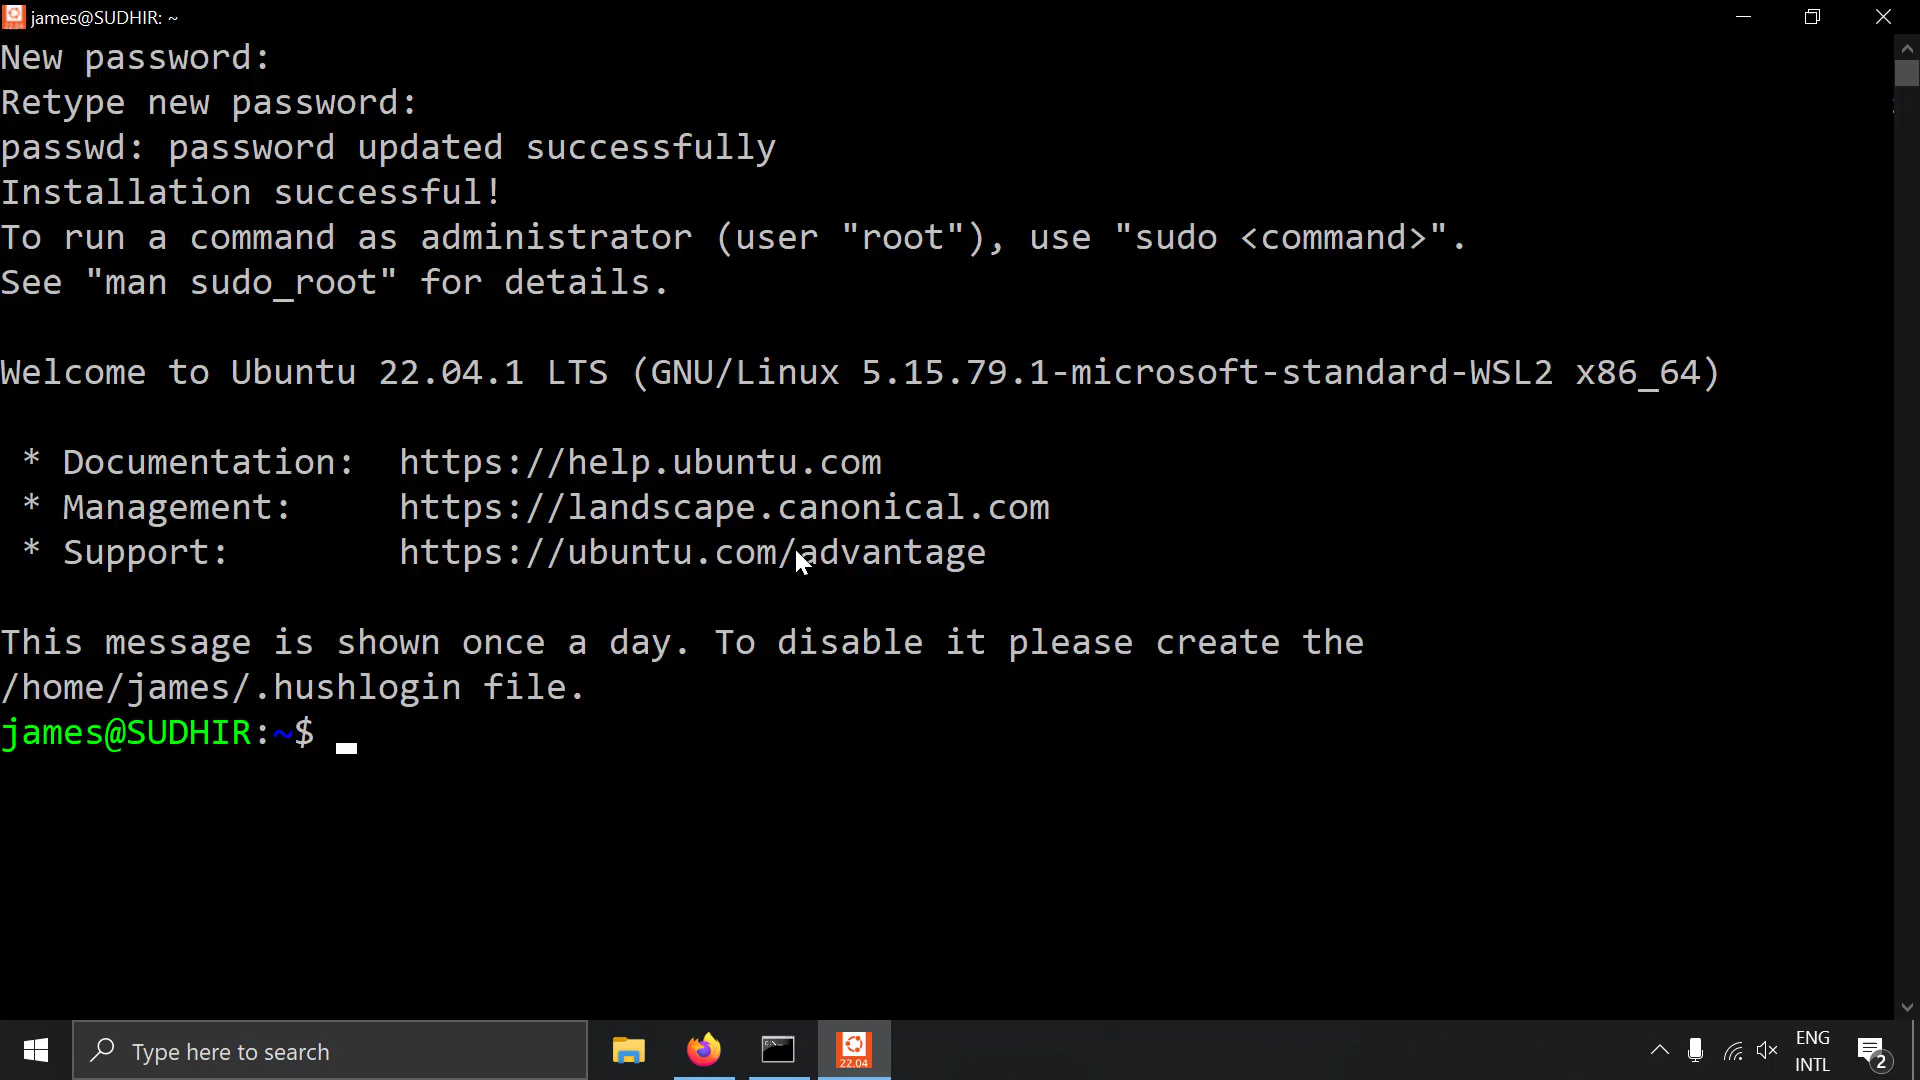 james@SUDHIR: ~
New password:
Retype new password:
passwd: password updated successfully
Installation successful!
To run a command as administrator (user "root"), use "sudo <command>".
See "man sudo_root" for details.
Welcome to Ubuntu 22.04.1 LTS (GNU/Linux 5.15.79.1-microsoft-standard-WSL2 x86_64)
* Documentation:  https://help.ubuntu.com
* Management:     https://landscape.canonical.com
* Support:        https://ubuntu.com/advantage
This message is shown once a day. To disable it please create the
/home/james/.hushlogin file.
james@SUDHIR:~$
Type here to search
22.04
ENG
INTL
2